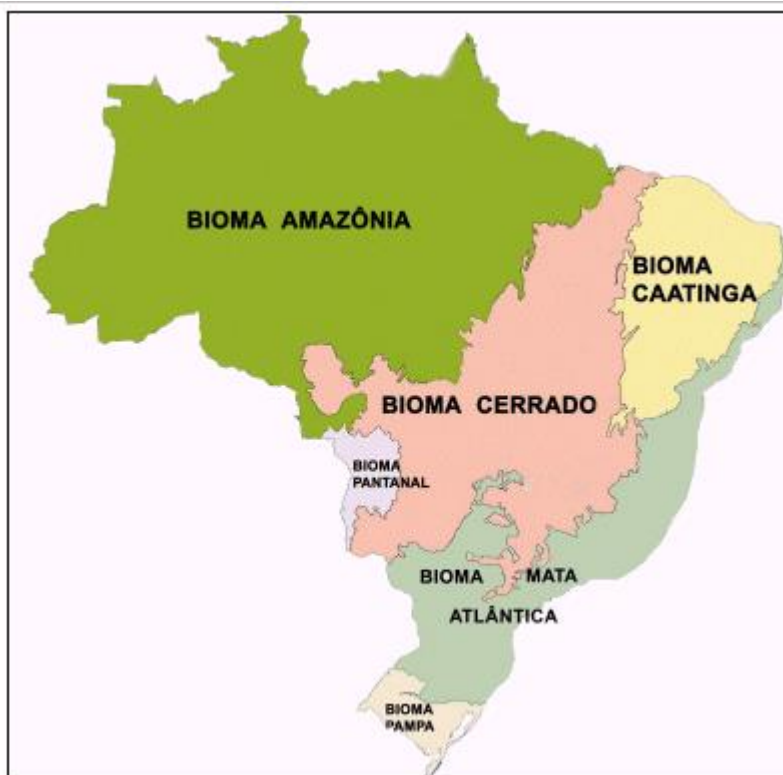 BIOMA AMAZÔNIA
BIOMA
CAATINGA
BIOMA CERRADO
BIOMA
PANTANAL
BIOMA MATA
ATLÂNTICA
BIOMA
PAMPA